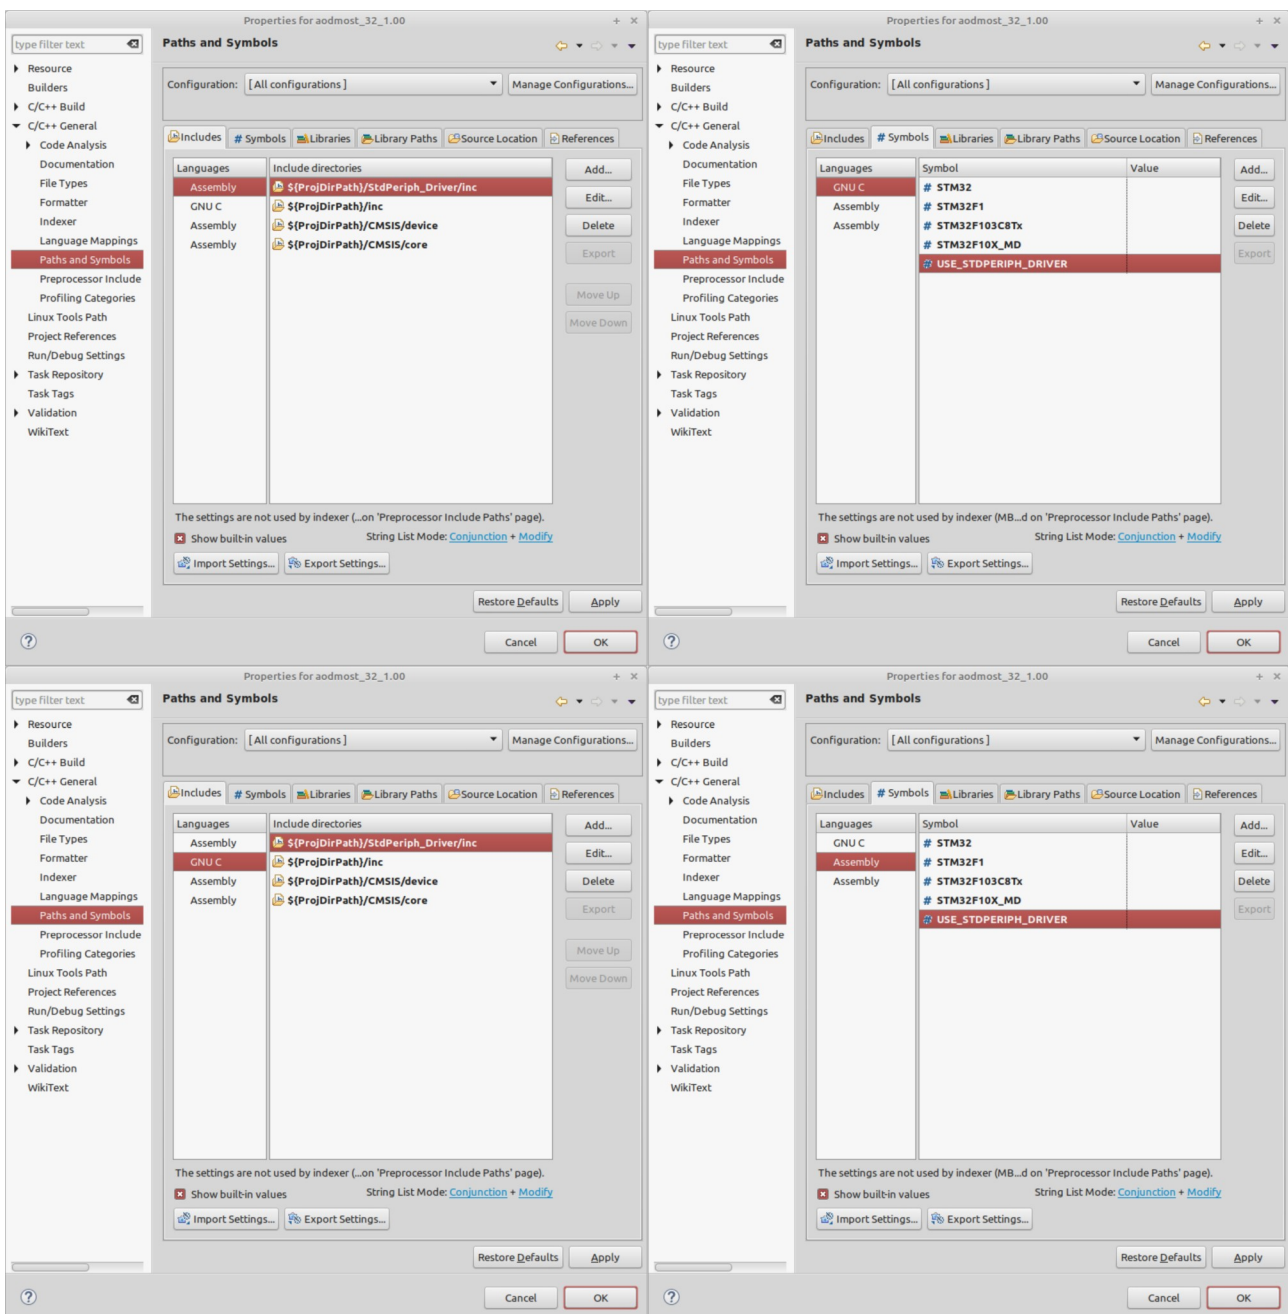 Properties for aodmost_32_1.00
type filter text
Paths and Symbols
Resource
Builders
C/C++ Build
C/C++ General
Code Analysis
Documentation
File Types
Formatter
Indexer
Language Mappings
Paths and Symbols
Preprocessor Include
Profiling Categories
Linux Tools Path
Project References
Run/Debug Settings
Task Repository
Task Tags
Validation
WikiText
Configuration: [ All configurations ] Manage Configurations...
Includes # Symbols Libraries Library Paths Source Location References
Languages Include directories
Assembly ${ProjDirPath}/StdPeriph_Driver/inc
GNU C ${ProjDirPath}/inc
Assembly ${ProjDirPath}/CMSIS/device
Assembly ${ProjDirPath}/CMSIS/core
Add...
Edit...
Delete
Export
Move Up
Move Down
The settings are not used by indexer (...on 'Preprocessor Include Paths' page).
Show built-in values String List Mode: Conjunction + Modify
Import Settings... Export Settings...
Restore Defaults Apply
Cancel OK
Properties for aodmost_32_1.00
type filter text
Paths and Symbols
Resource
Builders
C/C++ Build
C/C++ General
Code Analysis
Documentation
File Types
Formatter
Indexer
Language Mappings
Paths and Symbols
Preprocessor Include
Profiling Categories
Linux Tools Path
Project References
Run/Debug Settings
Task Repository
Task Tags
Validation
WikiText
Configuration: [ All configurations ] Manage Configurations...
Includes # Symbols Libraries Library Paths Source Location References
Languages Symbol Value
GNU C # STM32
Assembly # STM32F1
Assembly # STM32F103C8Tx
# STM32F10X_MD
# USE_STDPERIPH_DRIVER
Add...
Edit...
Delete
Export
The settings are not used by indexer (MB...d on 'Preprocessor Include Paths' page).
Show built-in values String List Mode: Conjunction + Modify
Import Settings... Export Settings...
Restore Defaults Apply
Cancel OK
Properties for aodmost_32_1.00
type filter text
Paths and Symbols
Resource
Builders
C/C++ Build
C/C++ General
Code Analysis
Documentation
File Types
Formatter
Indexer
Language Mappings
Paths and Symbols
Preprocessor Include
Profiling Categories
Linux Tools Path
Project References
Run/Debug Settings
Task Repository
Task Tags
Validation
WikiText
Configuration: [ All configurations ] Manage Configurations...
Includes # Symbols Libraries Library Paths Source Location References
Languages Include directories
Assembly ${ProjDirPath}/StdPeriph_Driver/inc
GNU C ${ProjDirPath}/inc
Assembly ${ProjDirPath}/CMSIS/device
Assembly ${ProjDirPath}/CMSIS/core
Add...
Edit...
Delete
Export
Move Up
Move Down
The settings are not used by indexer (...on 'Preprocessor Include Paths' page).
Show built-in values String List Mode: Conjunction + Modify
Import Settings... Export Settings...
Restore Defaults Apply
Cancel OK
Properties for aodmost_32_1.00
type filter text
Paths and Symbols
Resource
Builders
C/C++ Build
C/C++ General
Code Analysis
Documentation
File Types
Formatter
Indexer
Language Mappings
Paths and Symbols
Preprocessor Include
Profiling Categories
Linux Tools Path
Project References
Run/Debug Settings
Task Repository
Task Tags
Validation
WikiText
Configuration: [ All configurations ] Manage Configurations...
Includes # Symbols Libraries Library Paths Source Location References
Languages Symbol Value
GNU C # STM32
Assembly # STM32F1
Assembly # STM32F103C8Tx
# STM32F10X_MD
# USE_STDPERIPH_DRIVER
Add...
Edit...
Delete
Export
The settings are not used by indexer (MB...d on 'Preprocessor Include Paths' page).
Show built-in values String List Mode: Conjunction + Modify
Import Settings... Export Settings...
Restore Defaults Apply
Cancel OK